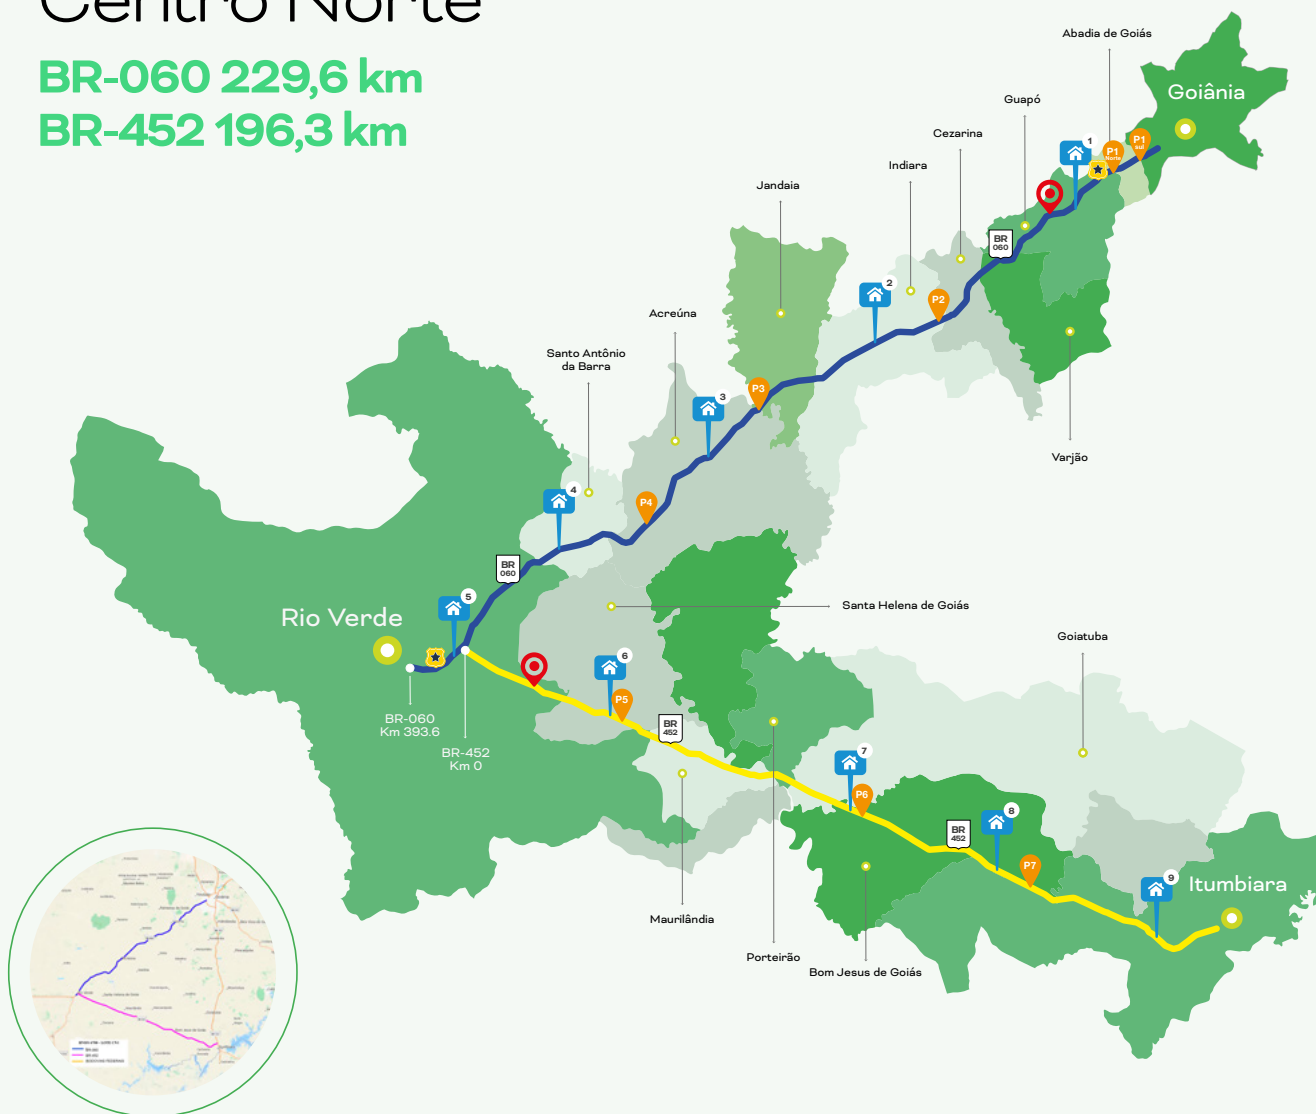 Centro Norte
BR-060 229,6 km
BR-452 196,3 km
Abadia de Goiás
Goiânia
Guapó
Cezarina
Indiara
Jandaia
1
P1
Norte
P1
sul
BR
060
2
P2
Acreúna
Santo Antônio
da Barra
3
P3
Varjão
4
P4
BR
060
5
Rio Verde
Santa Helena de Goiás
Goiatuba
6
P5
BR-060
Km 393.6
BR
452
BR-452
Km 0
7
P6
8
BR
452
P7
9
Itumbiara
Maurilândia
Porteirão
Bom Jesus de Goiás